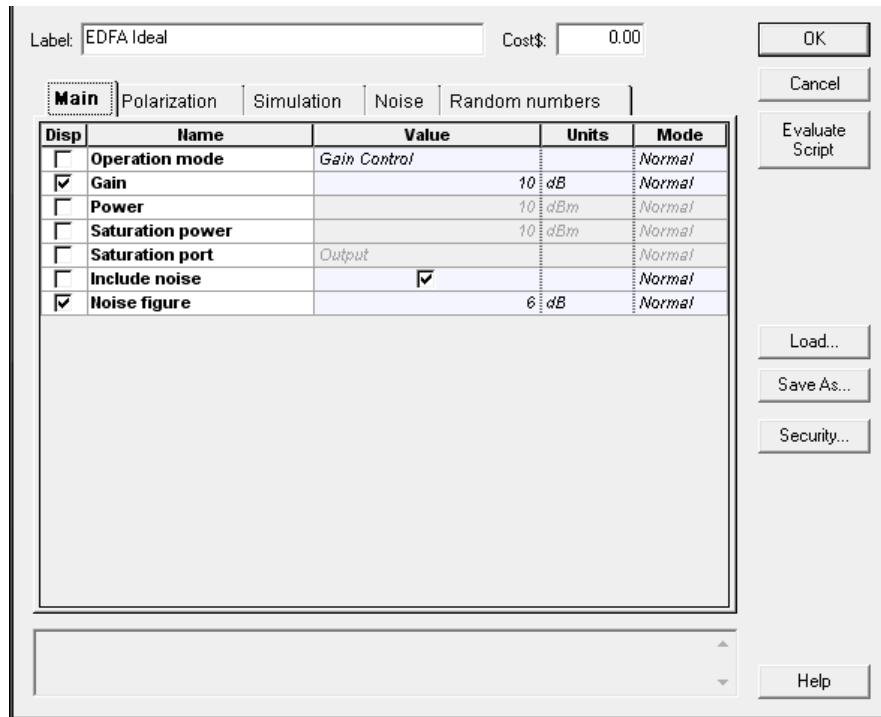 Label: EDFA Ideal Cost$: 0.00 OK
Cancel
Main Polarization Simulation Noise Random numbers
Disp Name Value Units Mode
Evaluate
Script
Operation mode Gain Control Normal
Gain 10 dB Normal
Power 10 dBm Normal
Saturation power 10 dBm Normal
Saturation port Output Normal
Include noise Normal
Noise figure 6 dB Normal
Load...
Save As...
Security...
Help